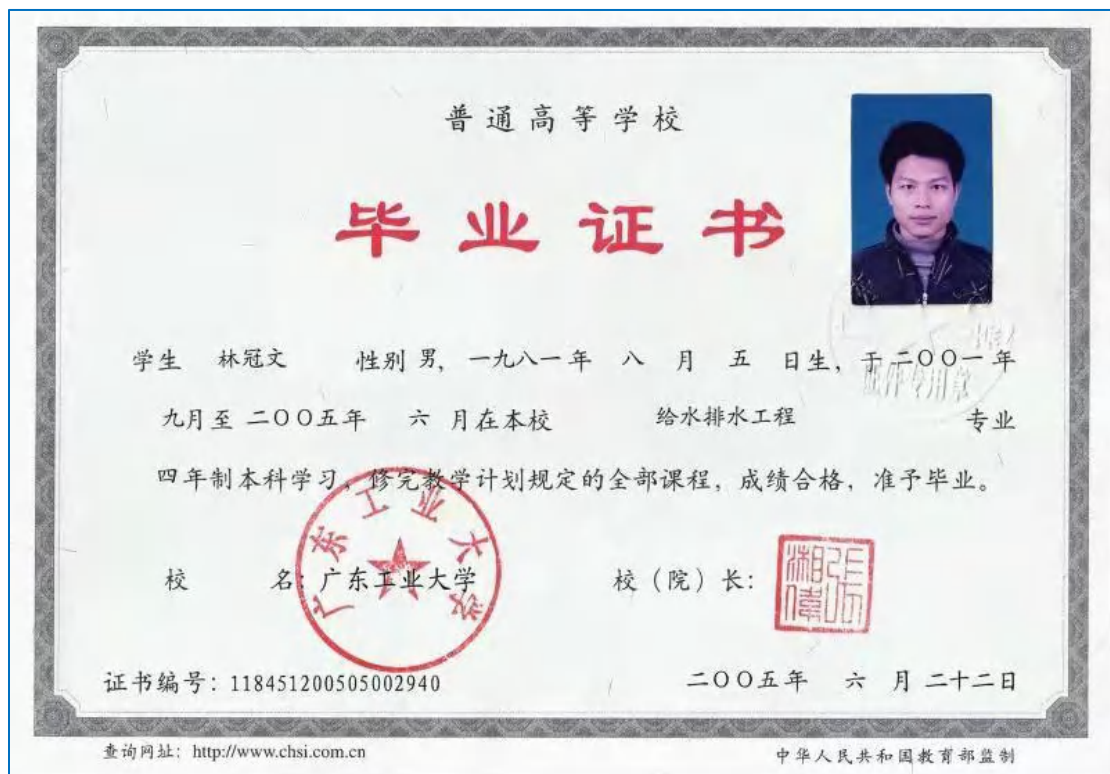 普通高等学校
毕业证书
学生 林冠文 性别 男, 一九八一年 八 月 五 日生, 于二〇〇一年
九月至 二〇〇五年 六 月在本校 给水排水工程 专业
四年制本科学习, 修完教学计划规定的全部课程, 成绩合格, 准予毕业。
广东工业大学
校 名: 广东工业大学 校（院）长:
证书编号: 118451200505002940 二〇〇五年 六 月 二十二日
查询网址: http://www.chsi.com.cn 中华人民共和国教育部监制